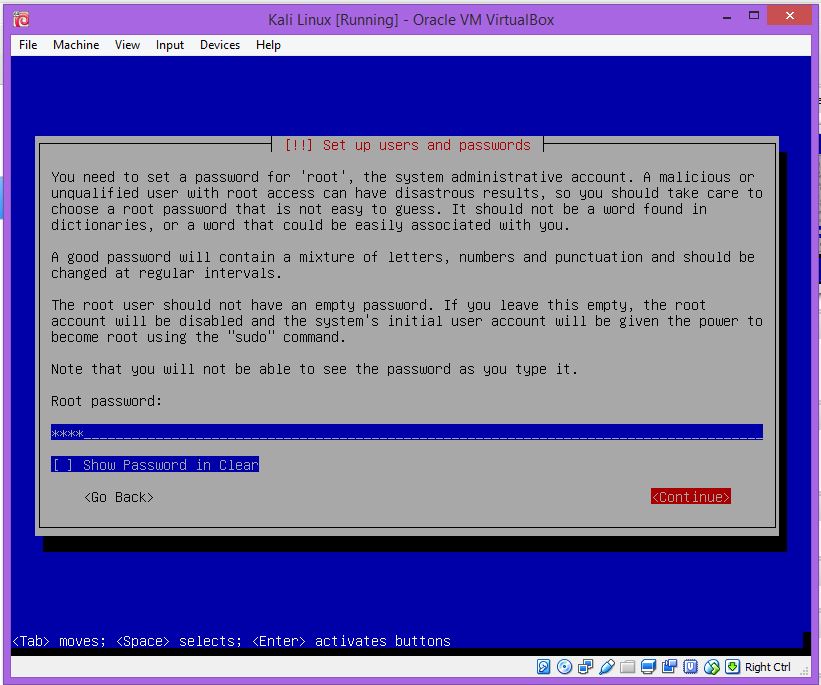 Kali Linux [Running] - Oracle VM VirtualBox
File Machine View Input Devices Help
[!!] Set up users and passwords
You need to set a password for 'root', the system administrative account. A malicious or
unqualified user with root access can have disastrous results, so you should take care to
choose a root password that is not easy to guess. It should not be a word found in
dictionaries, or a word that could be easily associated with you.
A good password will contain a mixture of letters, numbers and punctuation and should be
changed at regular intervals.
The root user should not have an empty password. If you leave this empty, the root
account will be disabled and the system's initial user account will be given the power to
become root using the "sudo" command.
Note that you will not be able to see the password as you type it.
Root password:
****
[ ] Show Password in Clear
<Go Back> <Continue>
<Tab> moves; <Space> selects; <Enter> activates buttons
Right Ctrl